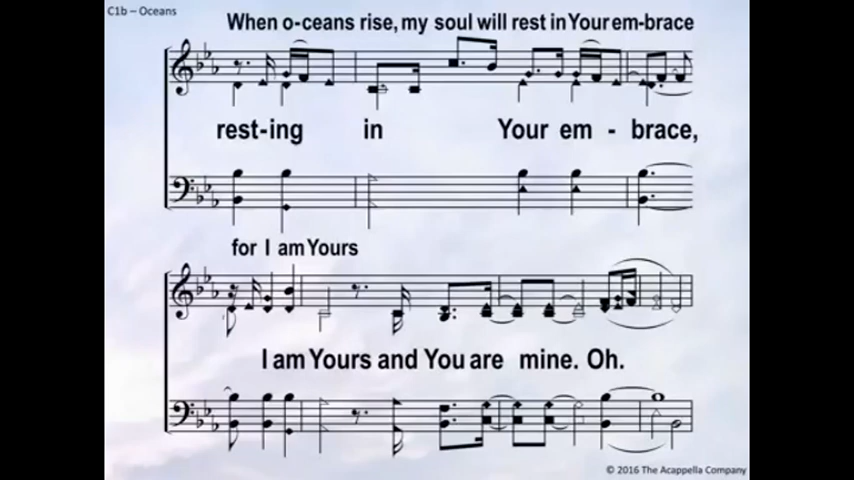 C1b – Oceans
When o-ceans rise, my soul will rest in Your em-brace
rest-ing in Your em - brace,
for I am Yours
I am Yours and You are mine. Oh.
© 2016 The Acappella Company